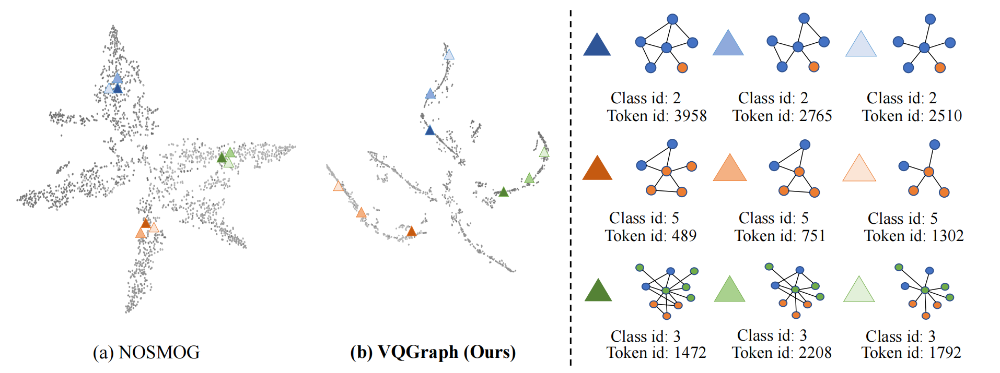 (a) NOSMOG
(b) VQGraph (Ours)
Class id: 2
Token id: 3958
Class id: 2
Token id: 2765
Class id: 2
Token id: 2510
Class id: 5
Token id: 489
Class id: 5
Token id: 751
Class id: 5
Token id: 1302
Class id: 3
Token id: 1472
Class id: 3
Token id: 2208
Class id: 3
Token id: 1792